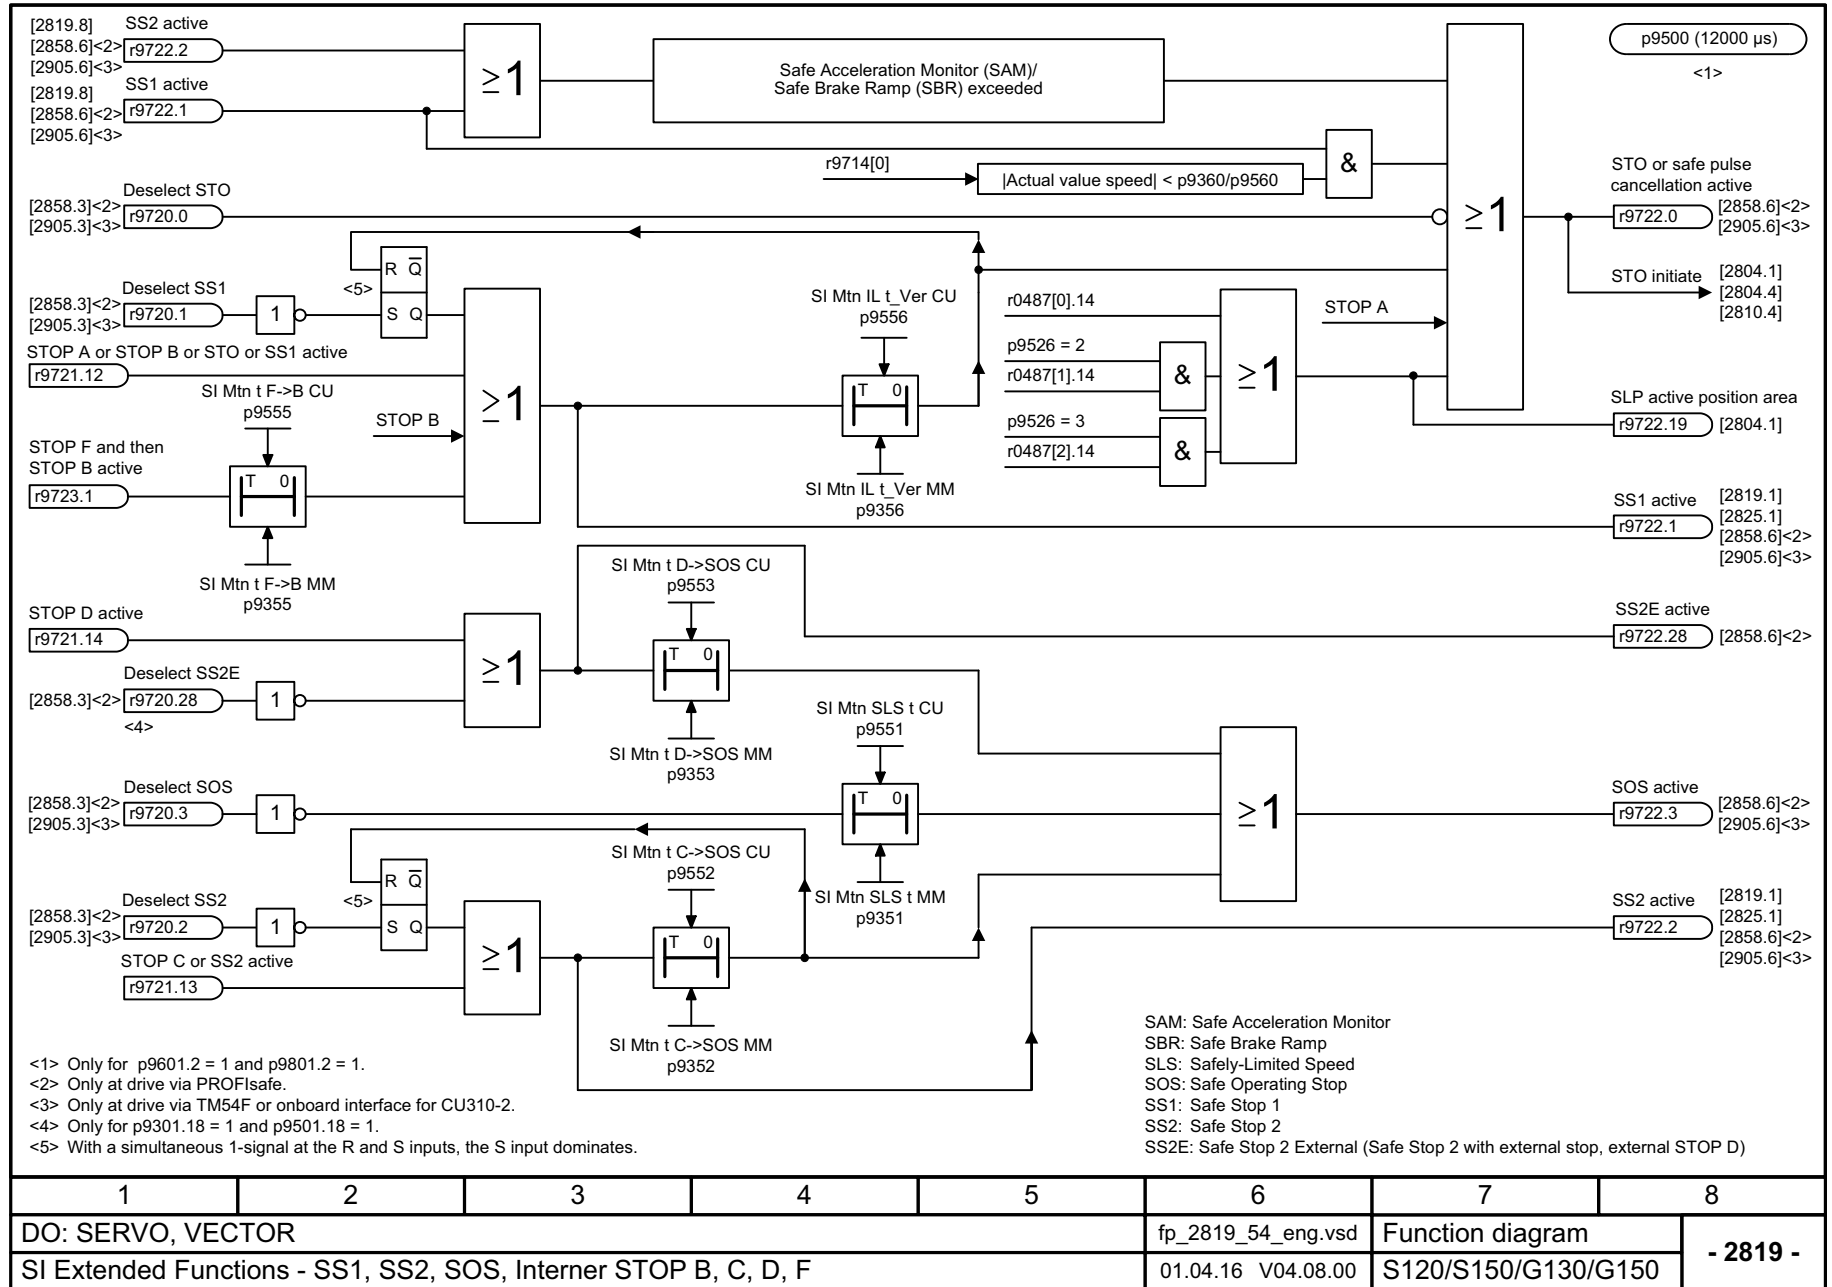 [2819.8]
[2858.6]<2>
[2905.6]<3>
SS2 active
r9722.2
[2819.8]
[2858.6]<2>
[2905.6]<3>
SS1 active
r9722.1
≥1
Safe Acceleration Monitor (SAM)/
Safe Brake Ramp (SBR) exceeded
p9500 (12000 µs)
<1>
r9714[0]
|Actual value speed| < p9360/p9560
&
≥1
Deselect STO
[2858.3]<2>
[2905.3]<3>
r9720.0
STO or safe pulse
cancellation active
r9722.0
[2858.6]<2>
[2905.6]<3>
STO initiate
[2804.1]
[2804.4]
[2810.4]
R Q̅
S Q
<5>
Deselect SS1
[2858.3]<2>
[2905.3]<3>
r9720.1
1
STOP A or STOP B or STO or SS1 active
r9721.12
SI Mtn t F->B CU
p9555
STOP B
≥1
STOP F and then
STOP B active
r9723.1
T 0
SI Mtn t F->B MM
p9355
SI Mtn IL t_Ver CU
p9556
T 0
SI Mtn IL t_Ver MM
p9356
r0487[0].14
p9526 = 2
r0487[1].14
&
p9526 = 3
r0487[2].14
&
≥1
STOP A
SLP active position area
r9722.19
[2804.1]
SS1 active
r9722.1
[2819.1]
[2825.1]
[2858.6]<2>
[2905.6]<3>
STOP D active
r9721.14
Deselect SS2E
[2858.3]<2>
r9720.28
<4>
1
≥1
SI Mtn t D->SOS CU
p9553
T 0
SI Mtn t D->SOS MM
p9353
SS2E active
r9722.28
[2858.6]<2>
Deselect SOS
[2858.3]<2>
[2905.3]<3>
r9720.3
1
SI Mtn SLS t CU
p9551
T 0
SI Mtn SLS t MM
p9351
≥1
SOS active
r9722.3
[2858.6]<2>
[2905.6]<3>
R Q̅
S Q
<5>
Deselect SS2
[2858.3]<2>
[2905.3]<3>
r9720.2
1
STOP C or SS2 active
r9721.13
≥1
SI Mtn t C->SOS CU
p9552
T 0
SI Mtn t C->SOS MM
p9352
SS2 active
r9722.2
[2819.1]
[2825.1]
[2858.6]<2>
[2905.6]<3>
<1> Only for p9601.2 = 1 and p9801.2 = 1.
<2> Only at drive via PROFIsafe.
<3> Only at drive via TM54F or onboard interface for CU310-2.
<4> Only for p9301.18 = 1 and p9501.18 = 1.
<5> With a simultaneous 1-signal at the R and S inputs, the S input dominates.
SAM: Safe Acceleration Monitor
SBR: Safe Brake Ramp
SLS: Safely-Limited Speed
SOS: Safe Operating Stop
SS1: Safe Stop 1
SS2: Safe Stop 2
SS2E: Safe Stop 2 External (Safe Stop 2 with external stop, external STOP D)
1 2 3 4 5 6 7 8
DO: SERVO, VECTOR
fp_2819_54_eng.vsd
Function diagram
- 2819 -
SI Extended Functions - SS1, SS2, SOS, Interner STOP B, C, D, F
01.04.16 V04.08.00
S120/S150/G130/G150